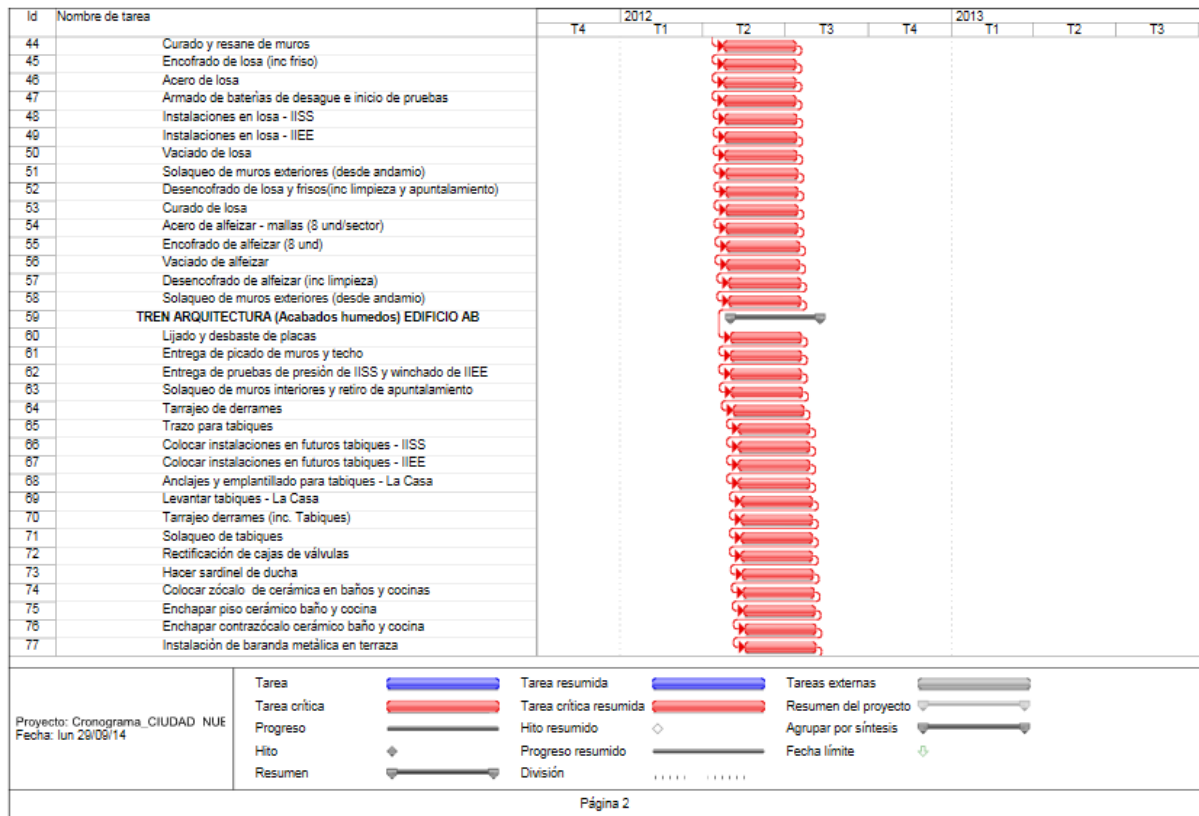 Id Nombre de tarea 2012 2013
T4 T1 T2 T3 T4 T1 T2 T3
44 Curado y resane de muros
45 Encofrado de losa (inc friso)
46 Acero de losa
47 Armado de baterías de desague e inicio de pruebas
48 Instalaciones en losa - IISS
49 Instalaciones en losa - IIEE
50 Vaciado de losa
51 Solaqueo de muros exteriores (desde andamio)
52 Desencofrado de losa y frisos(inc limpieza y apuntalamiento)
53 Curado de losa
54 Acero de alfeizar - mallas (8 und/sector)
55 Encofrado de alfeizar (8 und)
56 Vaciado de alfeizar
57 Desencofrado de alfeizar (inc limpieza)
58 Solaqueo de muros exteriores (desde andamio)
59 TREN ARQUITECTURA (Acabados humedos) EDIFICIO AB
60 Lijado y desbaste de placas
61 Entrega de picado de muros y techo
62 Entrega de pruebas de presión de IISS y winchado de IIEE
63 Solaqueo de muros interiores y retiro de apuntalamiento
64 Tarrajeo de derrames
65 Trazo para tabiques
66 Colocar instalaciones en futuros tabiques - IISS
67 Colocar instalaciones en futuros tabiques - IIEE
68 Anclajes y emplantillado para tabiques - La Casa
69 Levantar tabiques - La Casa
70 Tarrajeo derrames (inc. Tabiques)
71 Solaqueo de tabiques
72 Rectificación de cajas de válvulas
73 Hacer sardinel de ducha
74 Colocar zócalo de cerámica en baños y cocinas
75 Enchapar piso cerámico baño y cocina
76 Enchapar contrazócalo cerámico baño y cocina
77 Instalación de baranda metálica en terraza
Proyecto: Cronograma_CIUDAD NUE
Fecha: lun 29/09/14
Tarea Tarea resumida Tareas externas
Tarea crítica Tarea crítica resumida Resumen del proyecto
Progreso Hito resumido Agrupar por síntesis
Hito Progreso resumido Fecha límite
Resumen División
Página 2